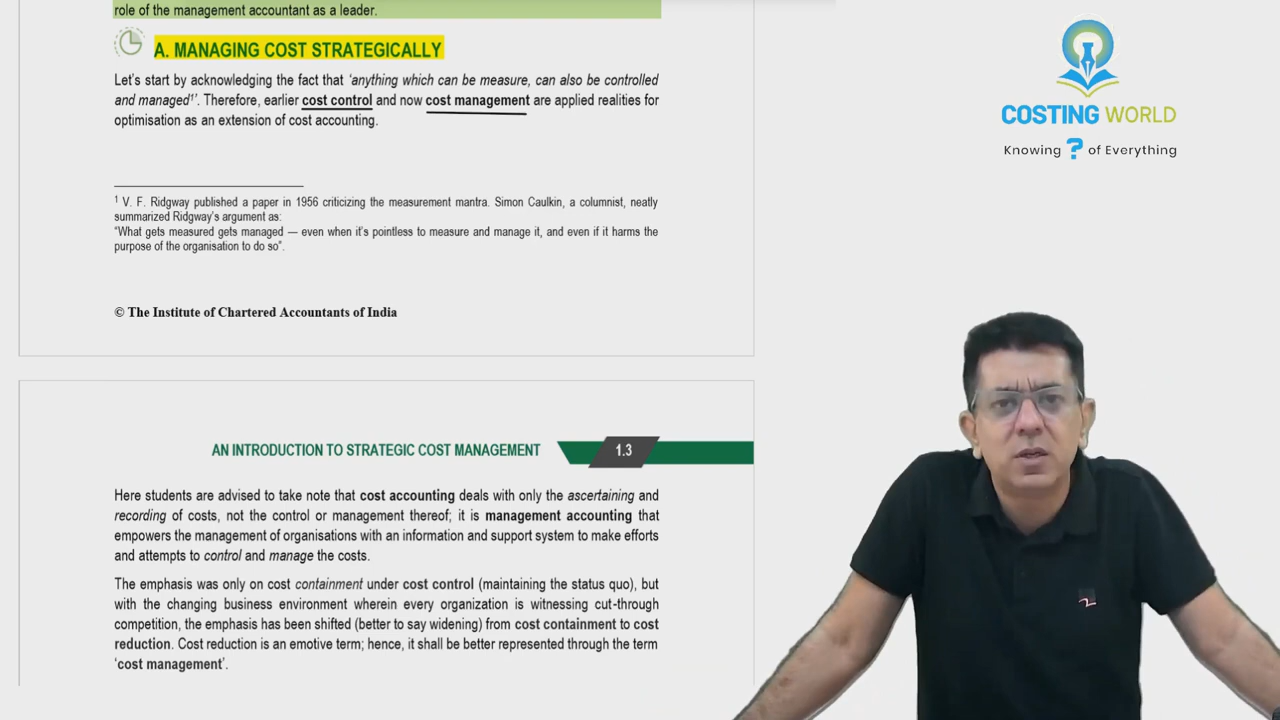 role of the management accountant as a leader.
A. MANAGING COST STRATEGICALLY
Let's start by acknowledging the fact that 'anything which can be measure, can also be controlled
and managed¹'. Therefore, earlier cost control and now cost management are applied realities for
optimisation as an extension of cost accounting.
¹ V. F. Ridgway published a paper in 1956 criticizing the measurement mantra. Simon Caulkin, a columnist, neatly
summarized Ridgway's argument as:
"What gets measured gets managed — even when it's pointless to measure and manage it, and even if it harms the
purpose of the organisation to do so".
© The Institute of Chartered Accountants of India
AN INTRODUCTION TO STRATEGIC COST MANAGEMENT 1.3
Here students are advised to take note that cost accounting deals with only the ascertaining and
recording of costs, not the control or management thereof; it is management accounting that
empowers the management of organisations with an information and support system to make efforts
and attempts to control and manage the costs.
The emphasis was only on cost containment under cost control (maintaining the status quo), but
with the changing business environment wherein every organization is witnessing cut-through
competition, the emphasis has been shifted (better to say widening) from cost containment to cost
reduction. Cost reduction is an emotive term; hence, it shall be better represented through the term
'cost management'.
COSTING WORLD
Knowing ? of Everything